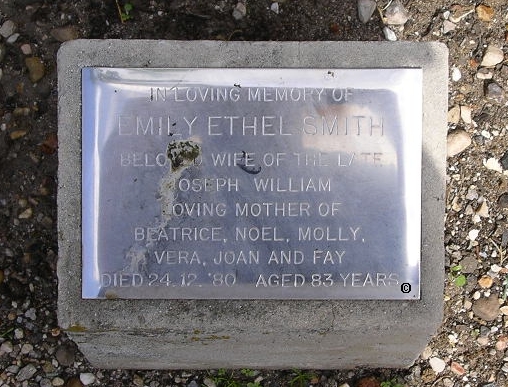 IN LOVING MEMORY OF
EMILY ETHEL SMITH
BELOVED WIFE OF THE LATE
JOSEPH WILLIAM
LOVING MOTHER OF
BEATRICE, NOEL, MOLLY,
VERA, JOAN AND FAY
DIED 24.12.'80 AGED 83 YEARS
©